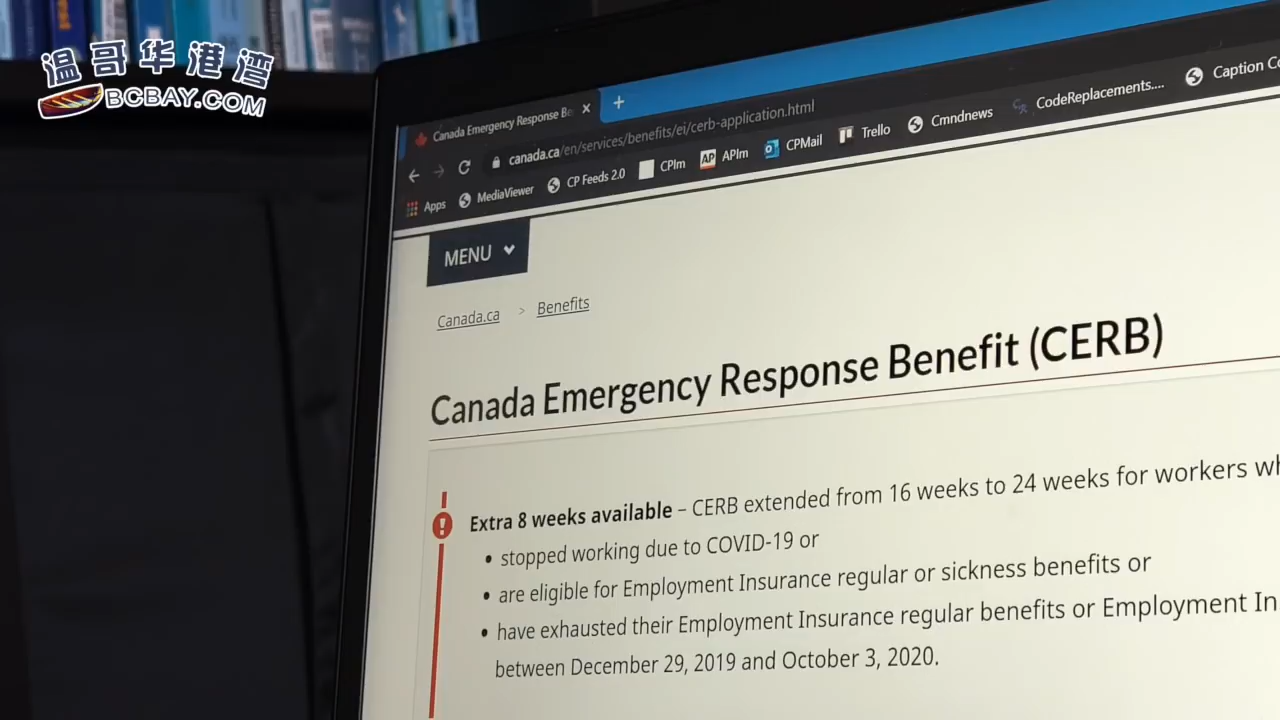 温哥华港湾
BCBAY.COM
Canada Emergency Response Be
canada.ca/en/services/benefits/ei/cerb-application.html
Apps MediaViewer CP Feeds 2.0 CPIm APIm CPMail Trello Cmndnews CodeReplacements.... Caption Co
MENU
Canada.ca > Benefits
Canada Emergency Response Benefit (CERB)
Extra 8 weeks available – CERB extended from 16 weeks to 24 weeks for workers wh
• stopped working due to COVID-19 or
• are eligible for Employment Insurance regular or sickness benefits or
• have exhausted their Employment Insurance regular benefits or Employment In
between December 29, 2019 and October 3, 2020.